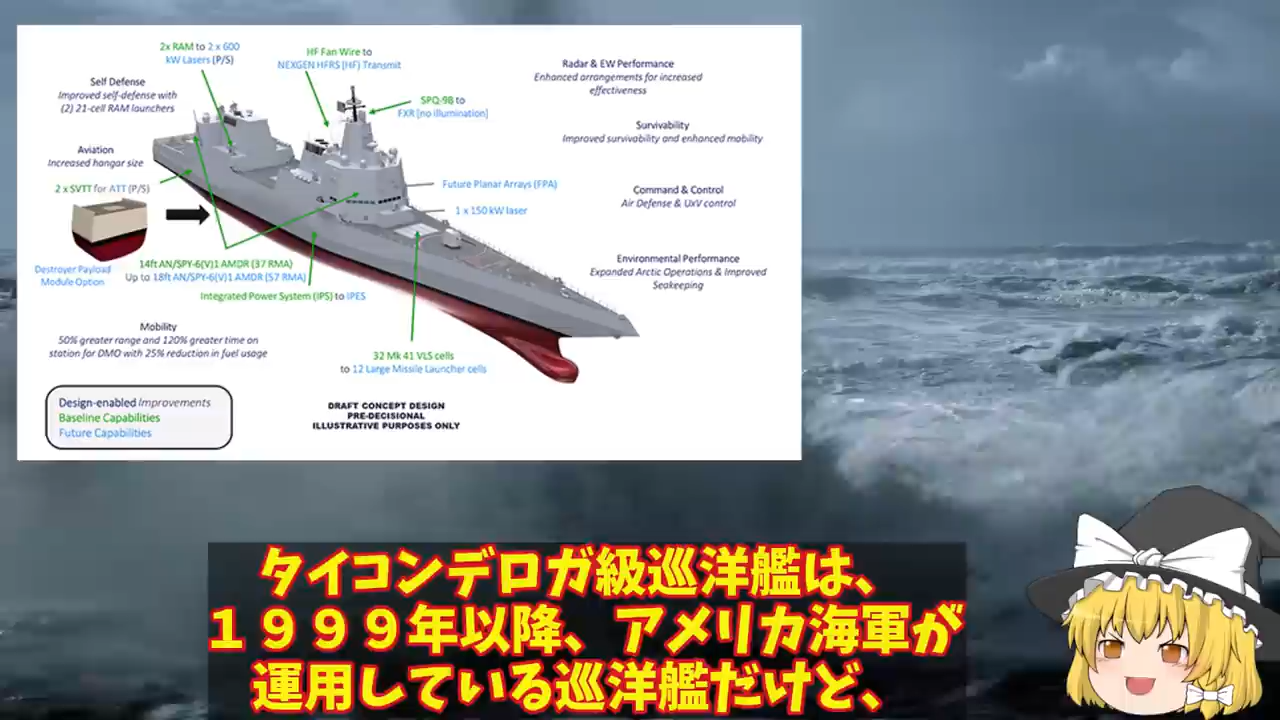 2x RAM to 2 x 600
kW Lasers (P/S)
HF Fan Wire to
NEXGEN HFRS (HF) Transmit
SPQ-9B to
FXR [no illumination]
Radar & EW Performance
Enhanced arrangements for increased
effectiveness
Self Defense
Improved self-defense with
(2) 21-cell RAM launchers
Survivability
Improved survivability and enhanced mobility
Aviation
Increased hangar size
2 x SVTT for ATT (P/S)
Future Planar Arrays (FPA)
1 x 150 kW laser
Command & Control
Air Defense & UxV control
Destroyer Payload
Module Option
14ft AN/SPY-6(V)1 AMDR (37 RMA)
Up to 18ft AN/SPY-6(V)1 AMDR (57 RMA)
Integrated Power System (IPS) to IPES
Environmental Performance
Expanded Arctic Operations & Improved
Seakeeping
Mobility
50% greater range and 120% greater time on
station for DMO with 25% reduction in fuel usage
32 Mk 41 VLS cells
to 12 Large Missile Launcher cells
Design-enabled Improvements
Baseline Capabilities
Future Capabilities
DRAFT CONCEPT DESIGN
PRE-DECISIONAL
ILLUSTRATIVE PURPOSES ONLY
タイコンデロガ級巡洋艦は、
1999年以降、アメリカ海軍が
運用している巡洋艦だけど、